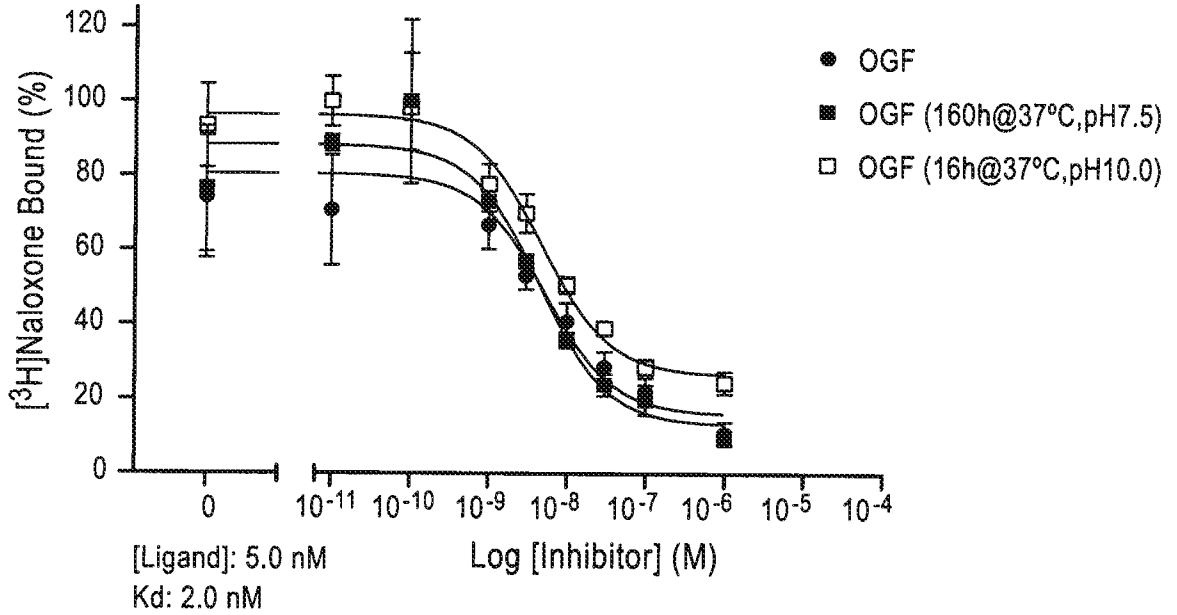 [³H]Naloxone Bound (%)
120
100
80
60
40
20
0
0
10⁻¹¹ 10⁻¹⁰ 10⁻⁹ 10⁻⁸ 10⁻⁷ 10⁻⁶ 10⁻⁵ 10⁻⁴
Log [Inhibitor] (M)
[Ligand]: 5.0 nM
Kd: 2.0 nM
OGF
OGF (160h@37ºC,pH7.5)
OGF (16h@37ºC,pH10.0)